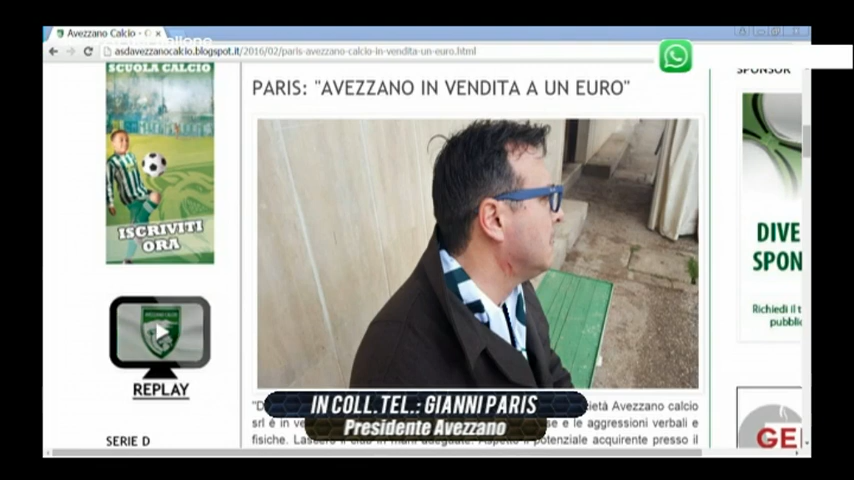 Avezzano Calcio - C
asdavezzanocalcio.blogspot.it/2016/02/paris-avezzano-calcio-in-vendita-un-euro.html
SCUOLA CALCIO
ISCRIVITI
ORA
REPLAY
SERIE D
PARIS: "AVEZZANO IN VENDITA A UN EURO"
IN COLL.TEL.: GIANNI PARIS
Presidente Avezzano
Avezzano calcio
srl é in
e le aggressioni verbali e
fisiche.
potenziale acquirente presso il
SPONSOR
DIVE
SPON
Richiedi il t
pubblic
GE